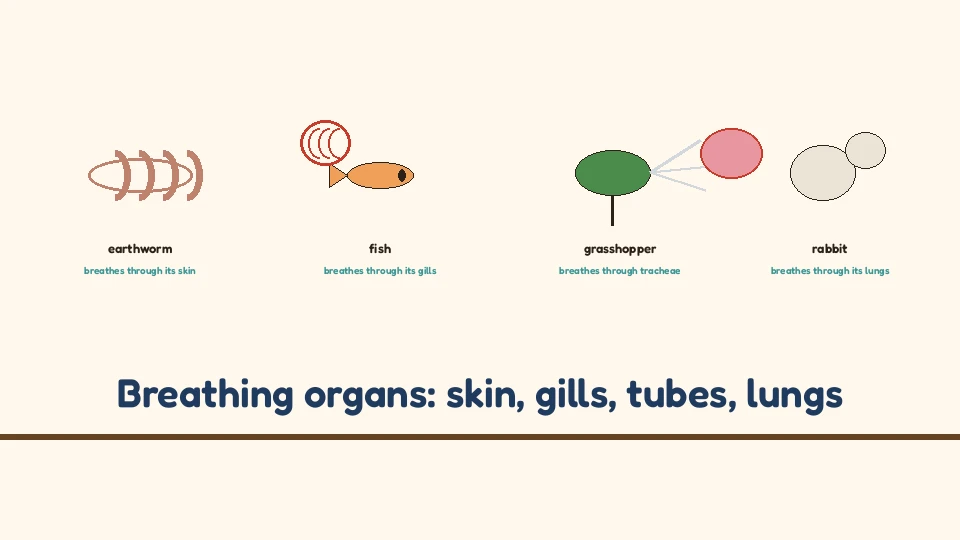 earthworm
breathes through its skin
fish
breathes through its gills
grasshopper
breathes through tracheae
rabbit
breathes through its lungs
Breathing organs: skin, gills, tubes, lungs